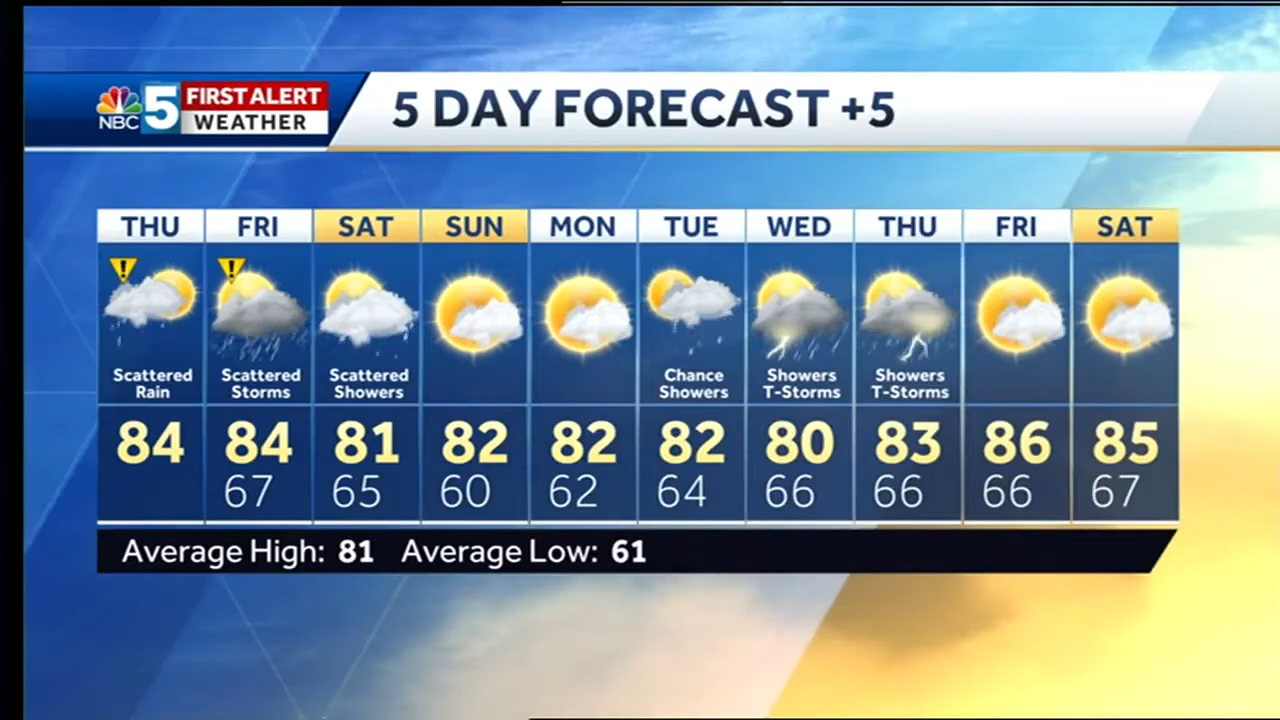 NBC 5 FIRST ALERT WEATHER
5 DAY FORECAST +5
THU FRI SAT SUN MON TUE WED THU FRI SAT
! !
Scattered Scattered Scattered Chance Showers Showers
Rain Storms Showers Showers T-Storms T-Storms
84 84 81 82 82 82 80 83 86 85
67 65 60 62 64 66 66 66 67
Average High: 81 Average Low: 61